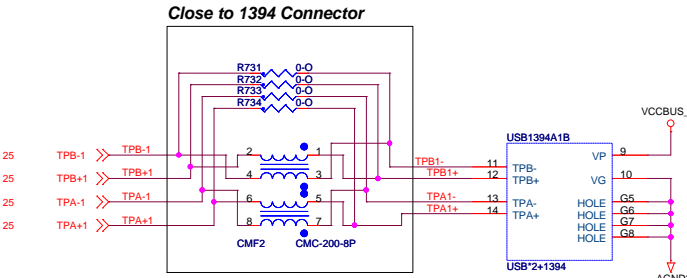 Close to 1394 Connector
R731 0-O
R732 0-O
R733 0-O
R734 0-O
VCCBUS_
USB1394A1B
25 TPB-1 TPB-1 2 1 TPB1- 11 TPB- VP 9
25 TPB+1 TPB+1 4 3 TPB1+ 12 TPB+ VG 10
25 TPA-1 TPA-1 6 5 TPA1- 13 TPA- HOLE G5
HOLE G6
25 TPA+1 TPA+1 8 7 TPA1+ 14 TPA+ HOLE G7
HOLE G8
CMF2 CMC-200-8P
USB*2+1394